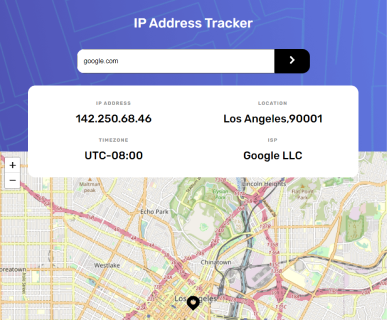 IP Address Tracker
google.com
IP ADDRESS
142.250.68.46
LOCATION
Los Angeles,90001
TIMEZONE
UTC-08:00
ISP
Google LLC
+
−
Lincoln Heights
Echo Park
Chinatown
Westlake
Los Angeles